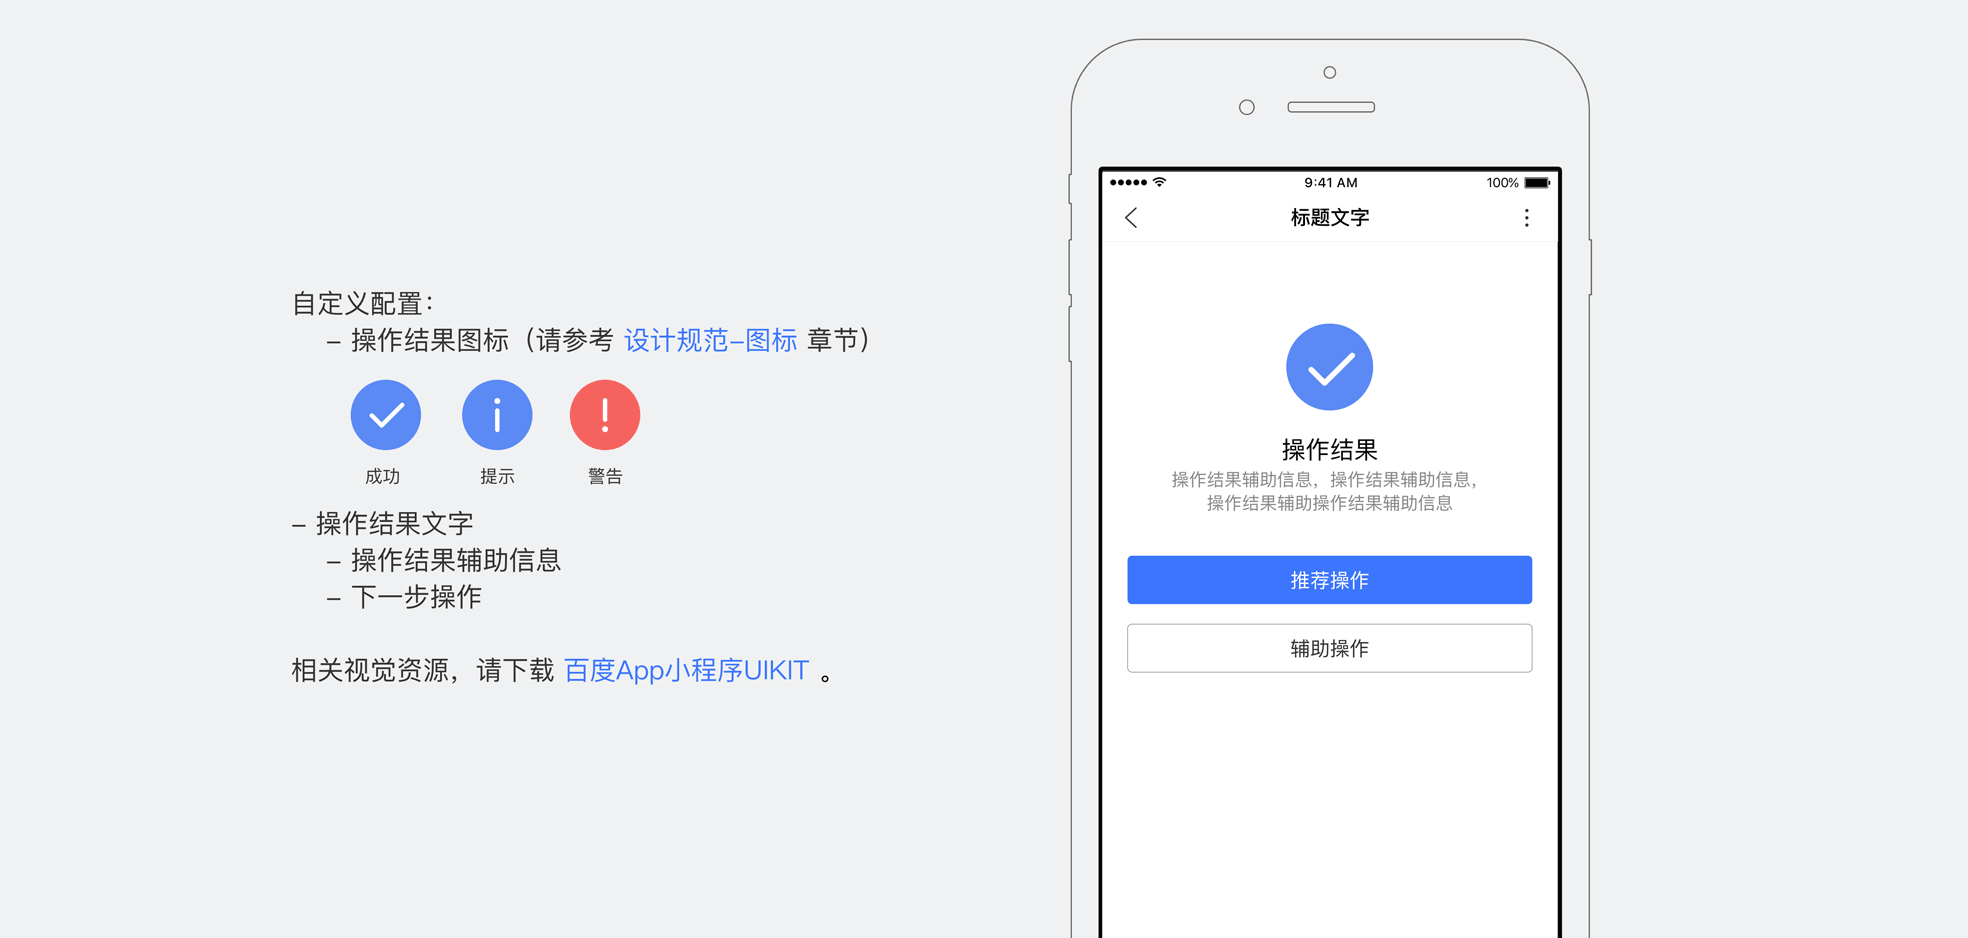 自定义配置：
– 操作结果图标（请参考 设计规范–图标 章节）
成功
提示
警告
– 操作结果文字
– 操作结果辅助信息
– 下一步操作
相关视觉资源，请下载 百度App小程序UIKIT 。
9:41 AM
100%
标题文字
操作结果
操作结果辅助信息，操作结果辅助信息，
操作结果辅助操作结果辅助信息
推荐操作
辅助操作